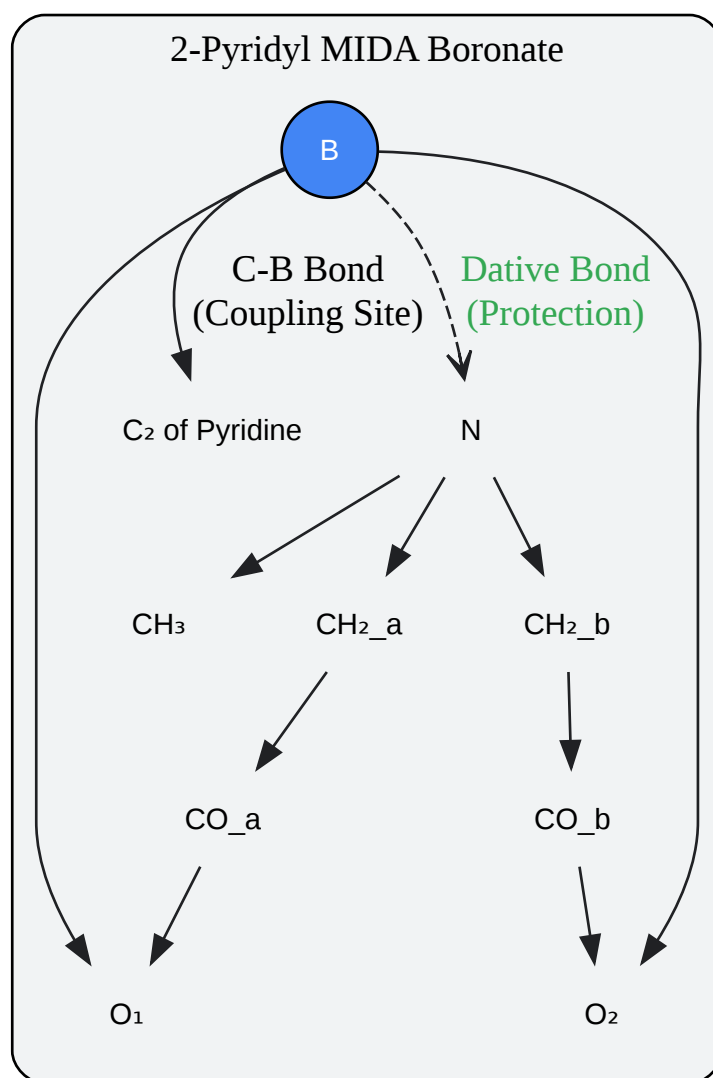 2-Pyridyl MIDA Boronate
B
C-B Bond
(Coupling Site)
Dative Bond
(Protection)
C₂ of Pyridine
N
CH₃
CH₂_a
CH₂_b
CO_a
CO_b
O₁
O₂